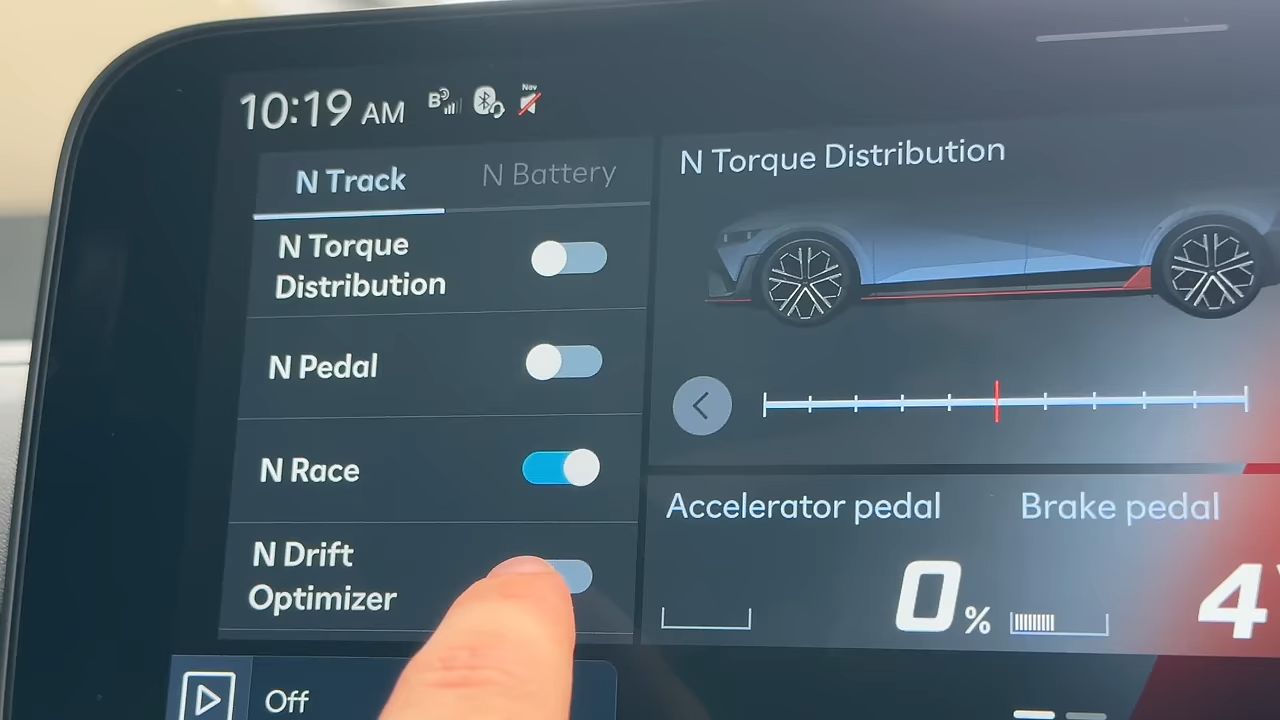 10:19 AM
Nav
N Track
N Battery
N Torque
Distribution
N Pedal
N Race
N Drift
Optimizer
Off
N Torque Distribution
Accelerator pedal
0%
Brake pedal
4